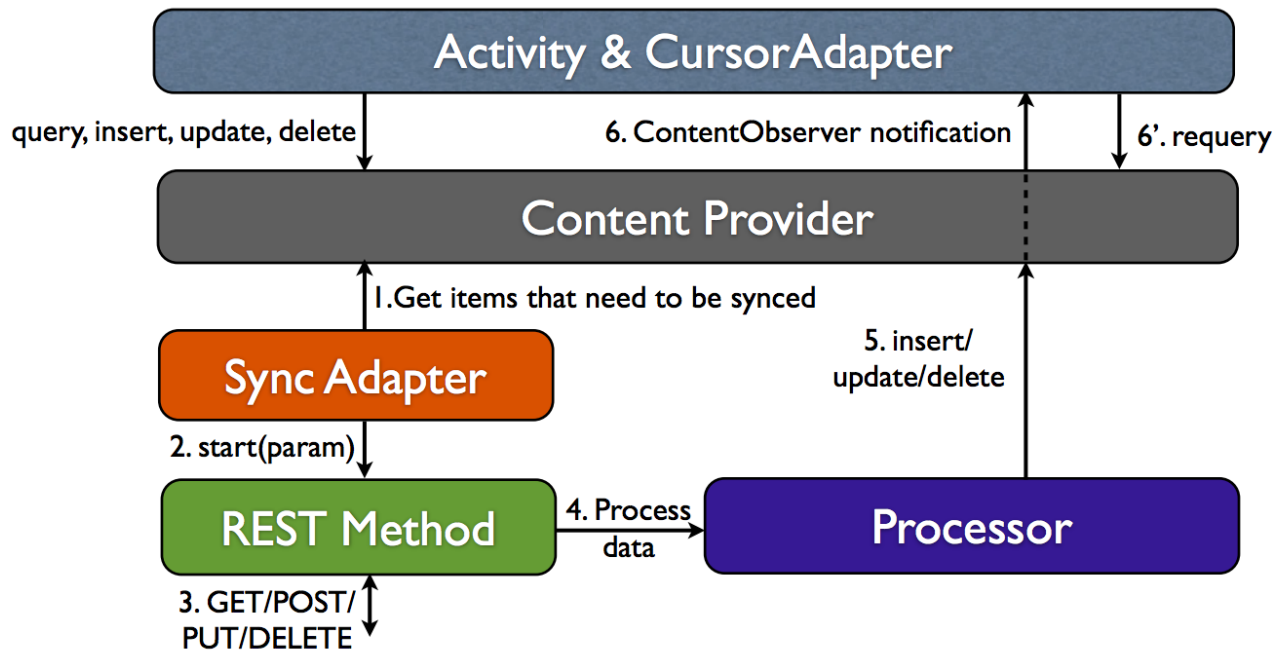 Activity & CursorAdapter
query, insert, update, delete
6. ContentObserver notification
6’. requery
Content Provider
1.Get items that need to be synced
Sync Adapter
5. insert/
update/delete
2. start(param)
REST Method
4. Process
data
Processor
3. GET/POST/
PUT/DELETE